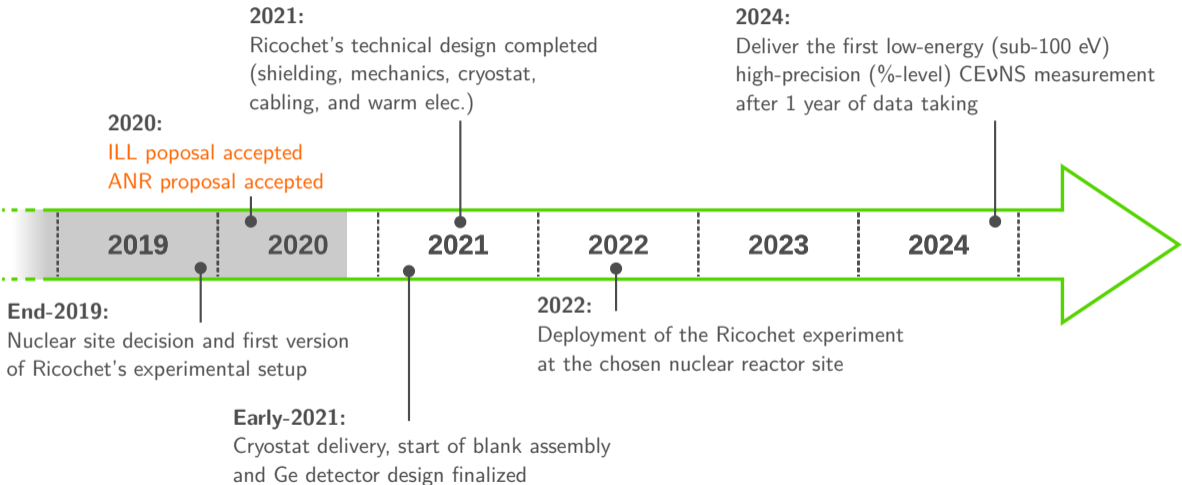 2021:
Ricochet's technical design completed
(shielding, mechanics, cryostat,
cabling, and warm elec.)
2024:
Deliver the first low-energy (sub-100 eV)
high-precision (%-level) CEνNS measurement
after 1 year of data taking
2020:
ILL poposal accepted
ANR proposal accepted
2019
2020
2021
2022
2023
2024
End-2019:
Nuclear site decision and first version
of Ricochet's experimental setup
2022:
Deployment of the Ricochet experiment
at the chosen nuclear reactor site
Early-2021:
Cryostat delivery, start of blank assembly
and Ge detector design finalized